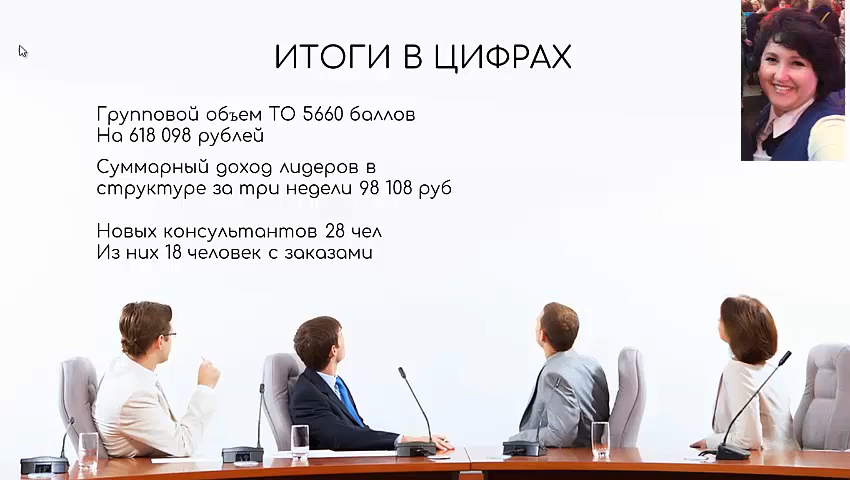 ИТОГИ В ЦИФРАХ
Групповой объем ТО 5660 баллов
На 618 098 рублей
Суммарный доход лидеров в
структуре за три недели 98 108 руб
Новых консультантов 28 чел
Из них 18 человек с заказами